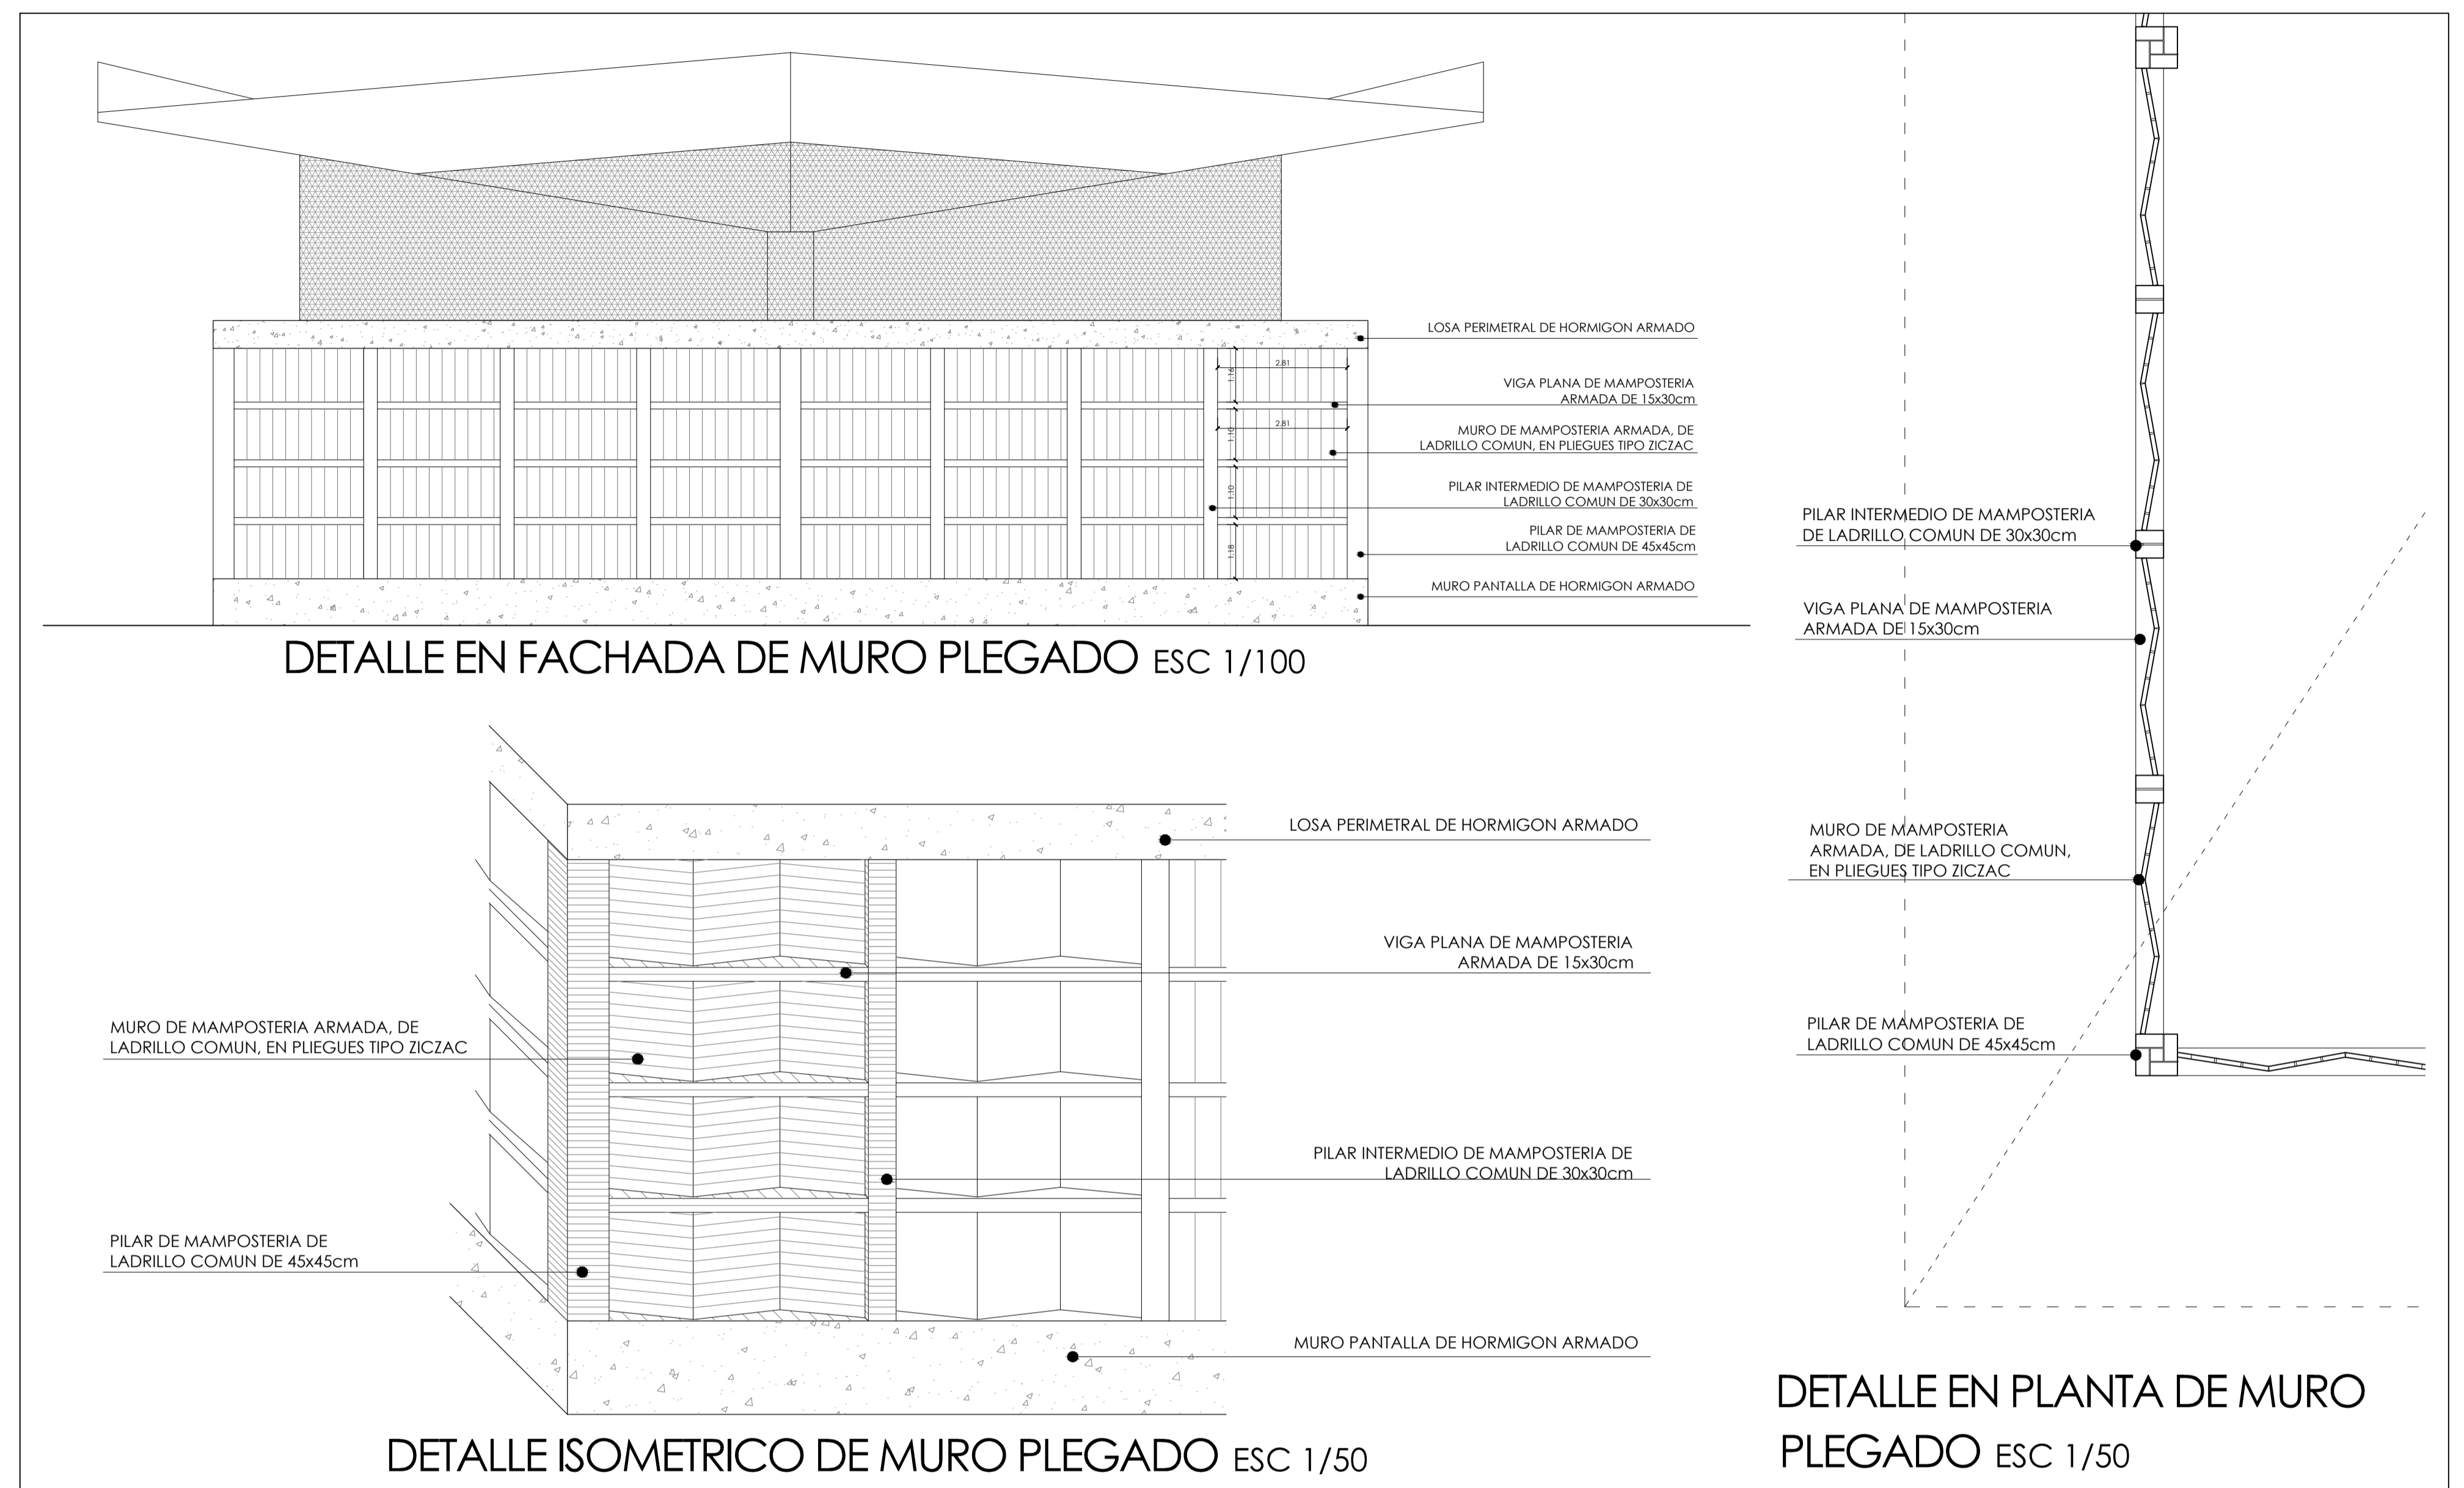 LOSA PERIMETRAL DE HORMIGON ARMADO
2.81
1.16
VIGA PLANA DE MAMPOSTERIA
ARMADA DE 15x30cm
2.81
1.10
MURO DE MAMPOSTERIA ARMADA, DE
LADRILLO COMUN, EN PLIEGUES TIPO ZICZAC
1.10
PILAR INTERMEDIO DE MAMPOSTERIA DE
LADRILLO COMUN DE 30x30cm
PILAR DE MAMPOSTERIA DE
LADRILLO COMUN DE 45x45cm
1.18
MURO PANTALLA DE HORMIGON ARMADO
DETALLE EN FACHADA DE MURO PLEGADO ESC 1/100
LOSA PERIMETRAL DE HORMIGON ARMADO
VIGA PLANA DE MAMPOSTERIA
ARMADA DE 15x30cm
MURO DE MAMPOSTERIA ARMADA, DE
LADRILLO COMUN, EN PLIEGUES TIPO ZICZAC
PILAR INTERMEDIO DE MAMPOSTERIA DE
LADRILLO COMUN DE 30x30cm
PILAR DE MAMPOSTERIA DE
LADRILLO COMUN DE 45x45cm
MURO PANTALLA DE HORMIGON ARMADO
DETALLE ISOMETRICO DE MURO PLEGADO ESC 1/50
PILAR INTERMEDIO DE MAMPOSTERIA
DE LADRILLO COMUN DE 30x30cm
VIGA PLANA DE MAMPOSTERIA
ARMADA DE 15x30cm
MURO DE MAMPOSTERIA
ARMADA, DE LADRILLO COMUN,
EN PLIEGUES TIPO ZICZAC
PILAR DE MAMPOSTERIA DE
LADRILLO COMUN DE 45x45cm
DETALLE EN PLANTA DE MURO
PLEGADO ESC 1/50